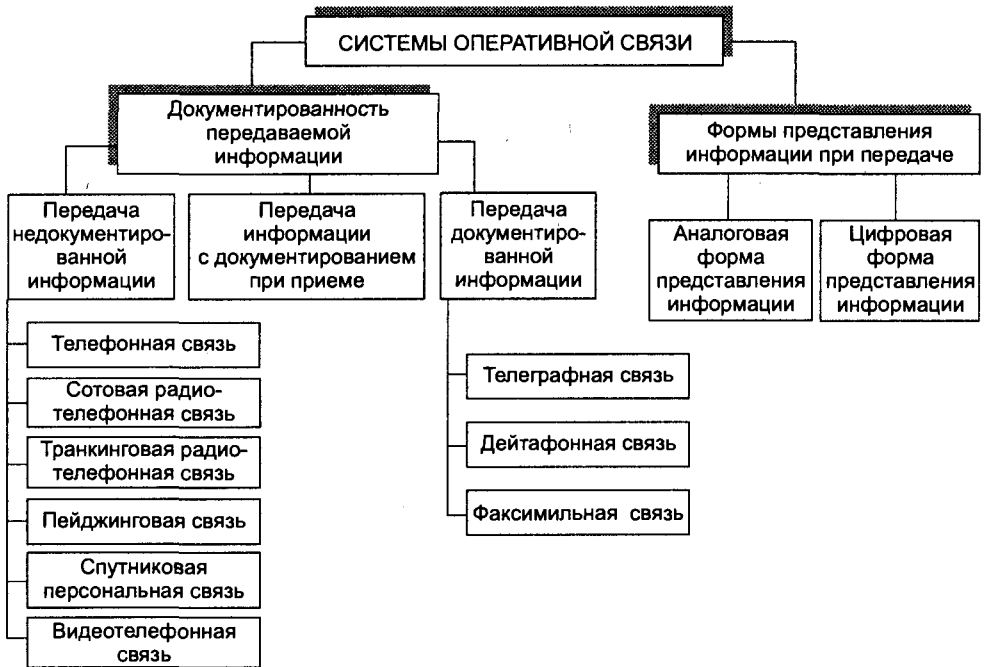 СИСТЕМЫ ОПЕРАТИВНОЙ СВЯЗИ
Документированность
передаваемой
информации
Формы представления
информации при передаче
Передача
недокументиро-
ванной
информации
Передача
информации
с документированием
при приеме
Передача
документиро-
ванной
информации
Аналоговая
форма
представления
информации
Цифровая
форма
представления
информации
Телефонная связь
Сотовая радио-
телефонная связь
Транкинговая радио-
телефонная связь
Пейджинговая связь
Спутниковая
персональная связь
Видеотелефонная
связь
Телеграфная связь
Дейтафонная связь
Факсимильная связь